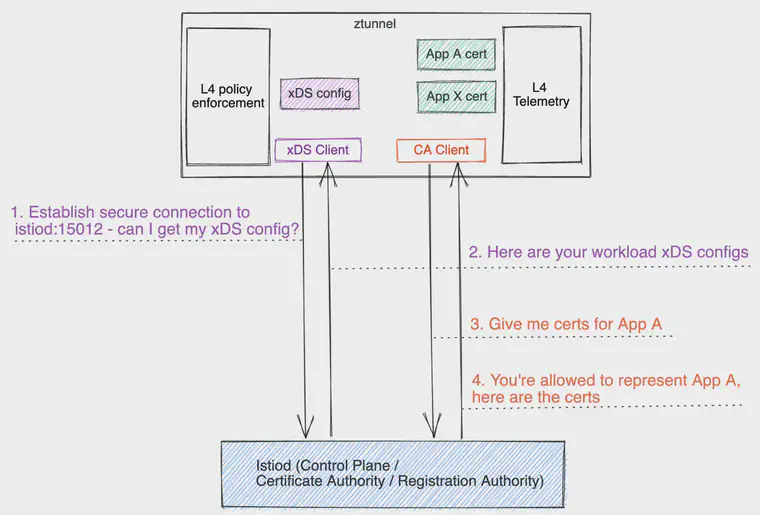 ztunnel
L4 policy
enforcement
xDS config
App A cert
App X cert
L4
Telemetry
xDS Client
CA Client
1. Establish secure connection to
istiod:15012 - can I get my xDS config?
2. Here are your workload xDS configs
3. Give me certs for App A
4. You're allowed to represent App A,
here are the certs
Istiod (Control Plane /
Certificate Authority / Registration Authority)